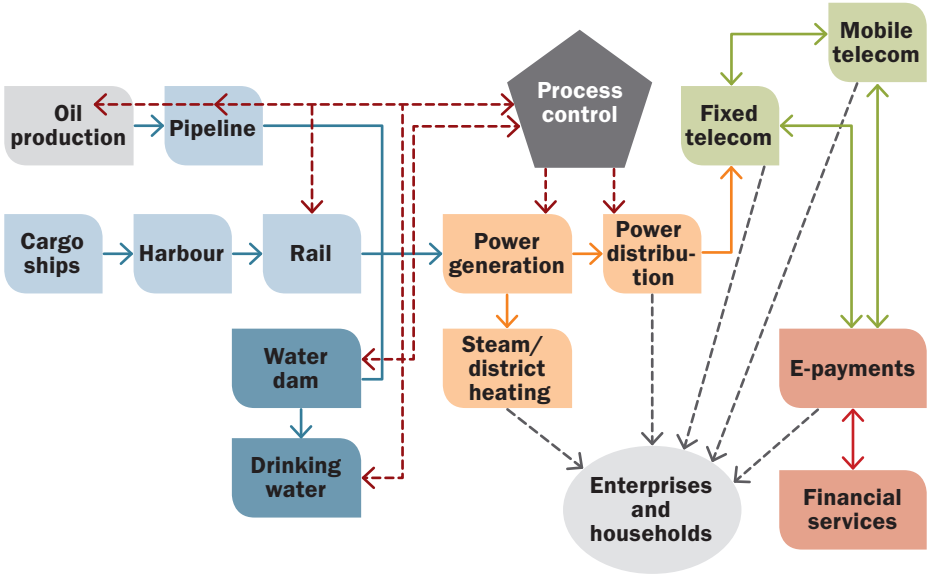 Mobile
telecom
Process
control
Oil
production
Pipeline
Fixed
telecom
Cargo
ships
Harbour
Rail
Power
generation
Power
distribu-
tion
Water
dam
Steam/
district
heating
E-payments
Drinking
water
Enterprises
and
households
Financial
services